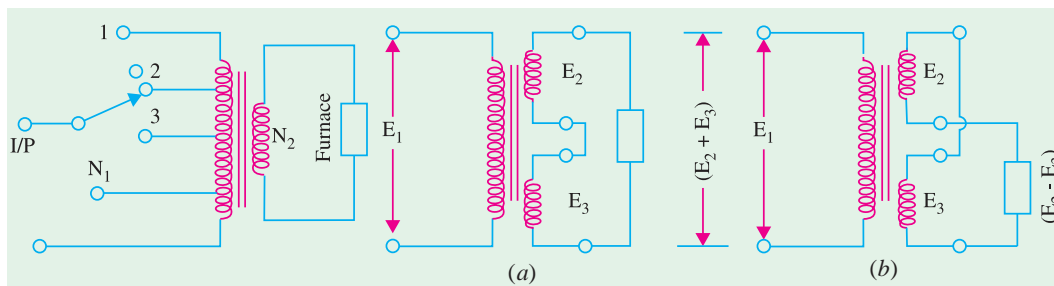 1
2
3
I/P
N1
N2
Furnace
E1
E2
E3
(E2 + E3)
(a)
E1
E2
E3
(b)